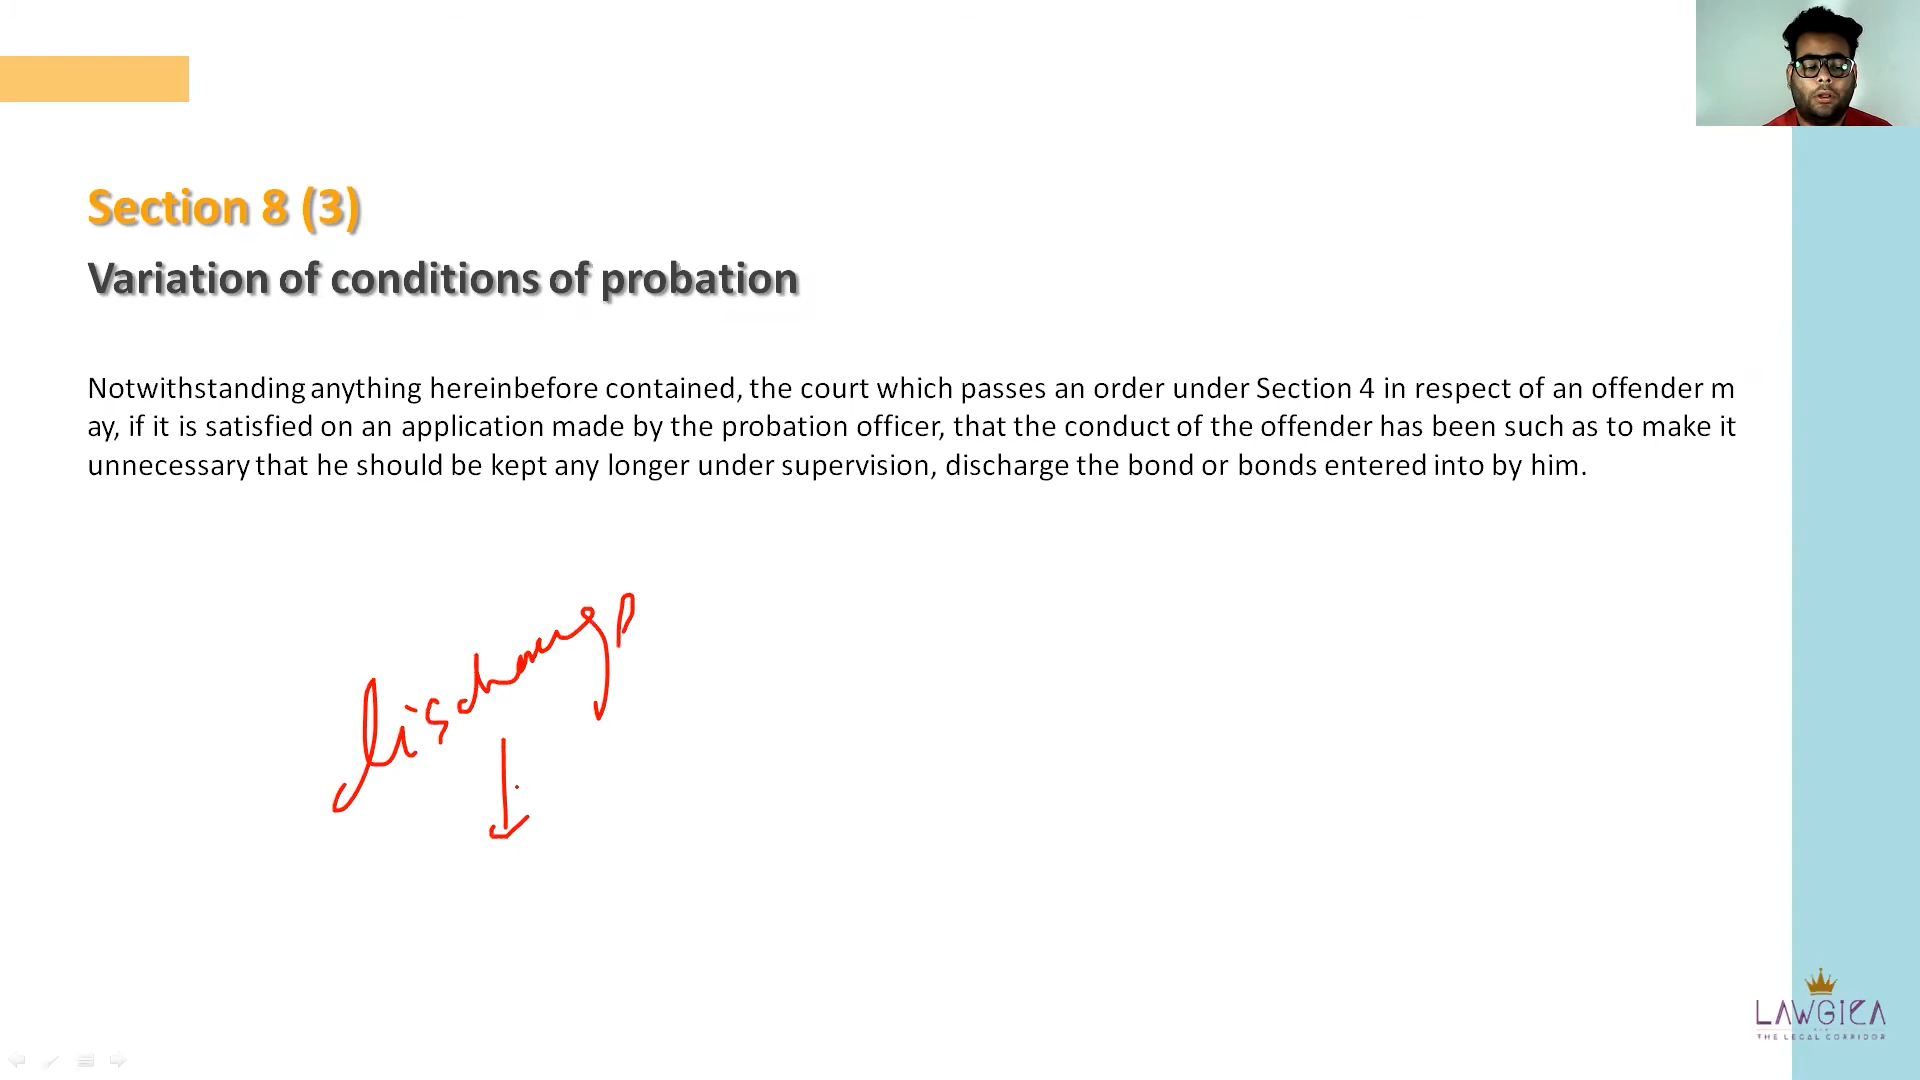 Section 8 (3)
Variation of conditions of probation
Notwithstanding anything hereinbefore contained, the court which passes an order under Section 4 in respect of an offender m
ay, if it is satisfied on an application made by the probation officer, that the conduct of the offender has been such as to make it
unnecessary that he should be kept any longer under supervision, discharge the bond or bonds entered into by him.
discharge
LAWGICA
THE LEGAL CORRIDOR